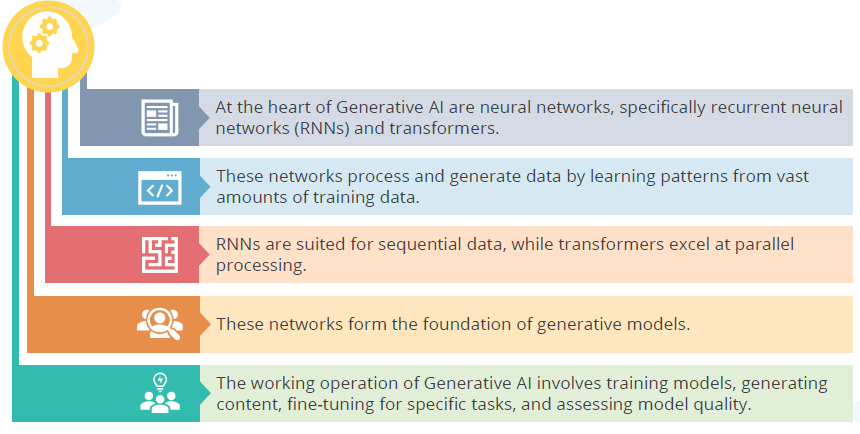 At the heart of Generative AI are neural networks, specifically recurrent neural
networks (RNNs) and transformers.
These networks process and generate data by learning patterns from vast
amounts of training data.
RNNs are suited for sequential data, while transformers excel at parallel
processing.
These networks form the foundation of generative models.
The working operation of Generative AI involves training models, generating
content, fine-tuning for specific tasks, and assessing model quality.